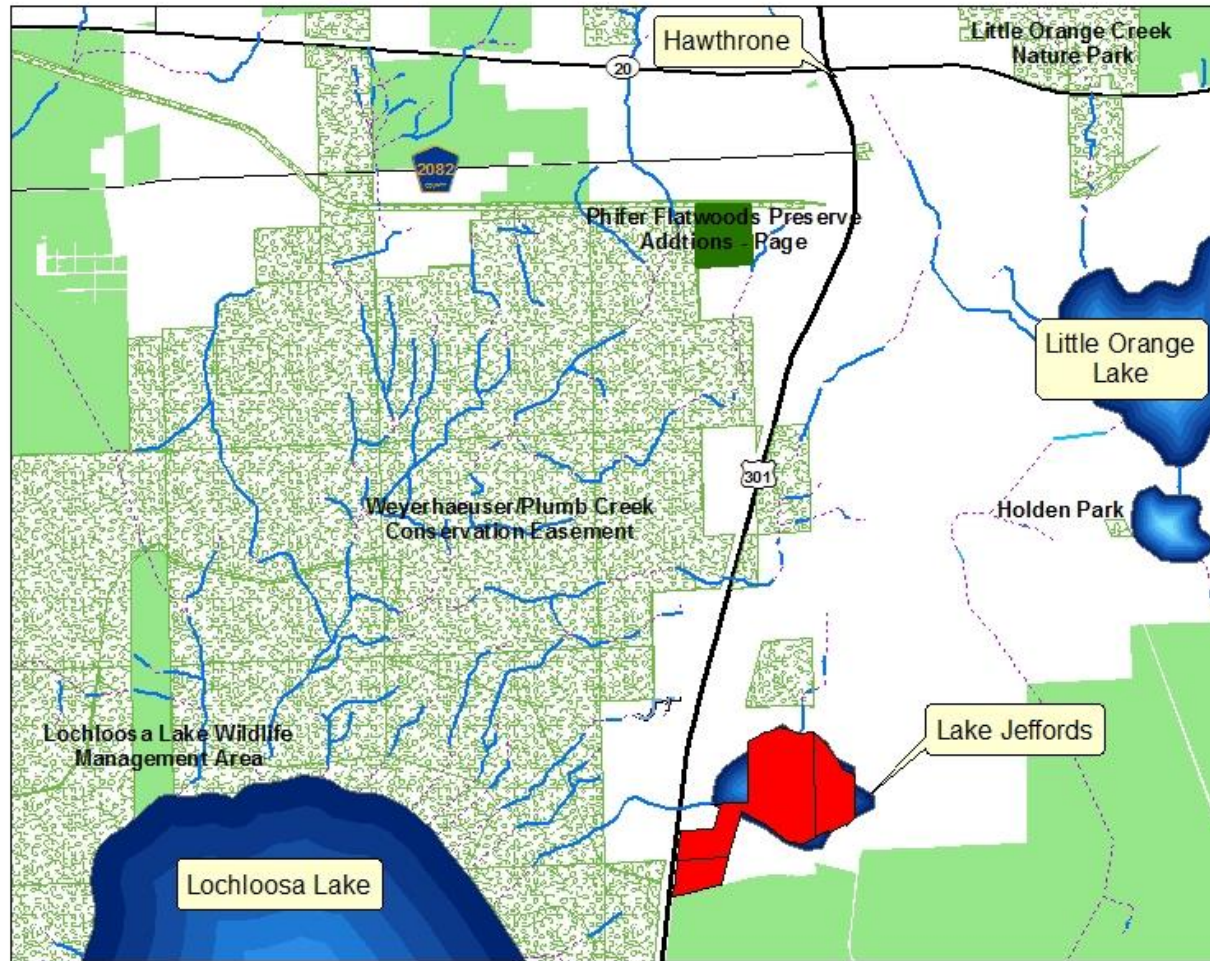 Hawthrone
Little Orange Creek
Nature Park
20
2082
Phifer Flatwoods Preserve
Addtions - Page
Little Orange
Lake
301
Weyerhaeuser/Plumb Creek
Conservation Easement
Holden Park
Lochloosa Lake Wildlife
Management Area
Lake Jeffords
Lochloosa Lake